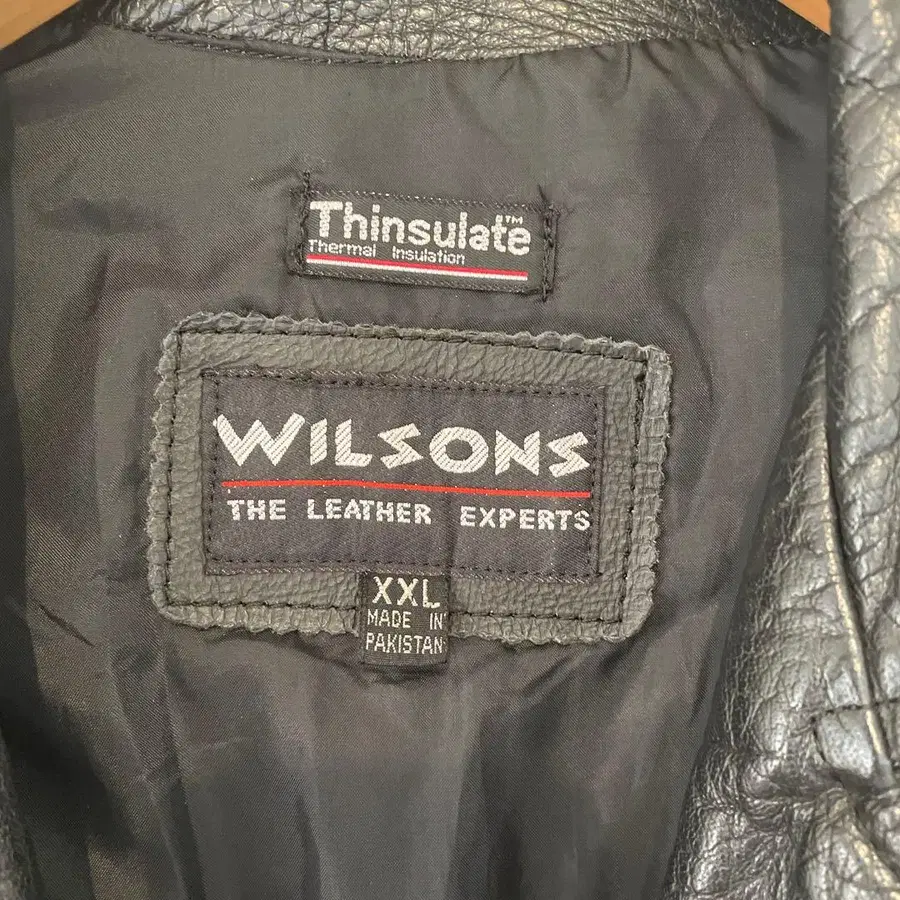 Thinsulate™
Thermal Insulation
WILSONS
THE LEATHER EXPERTS
XXL
MADE IN
PAKISTAN